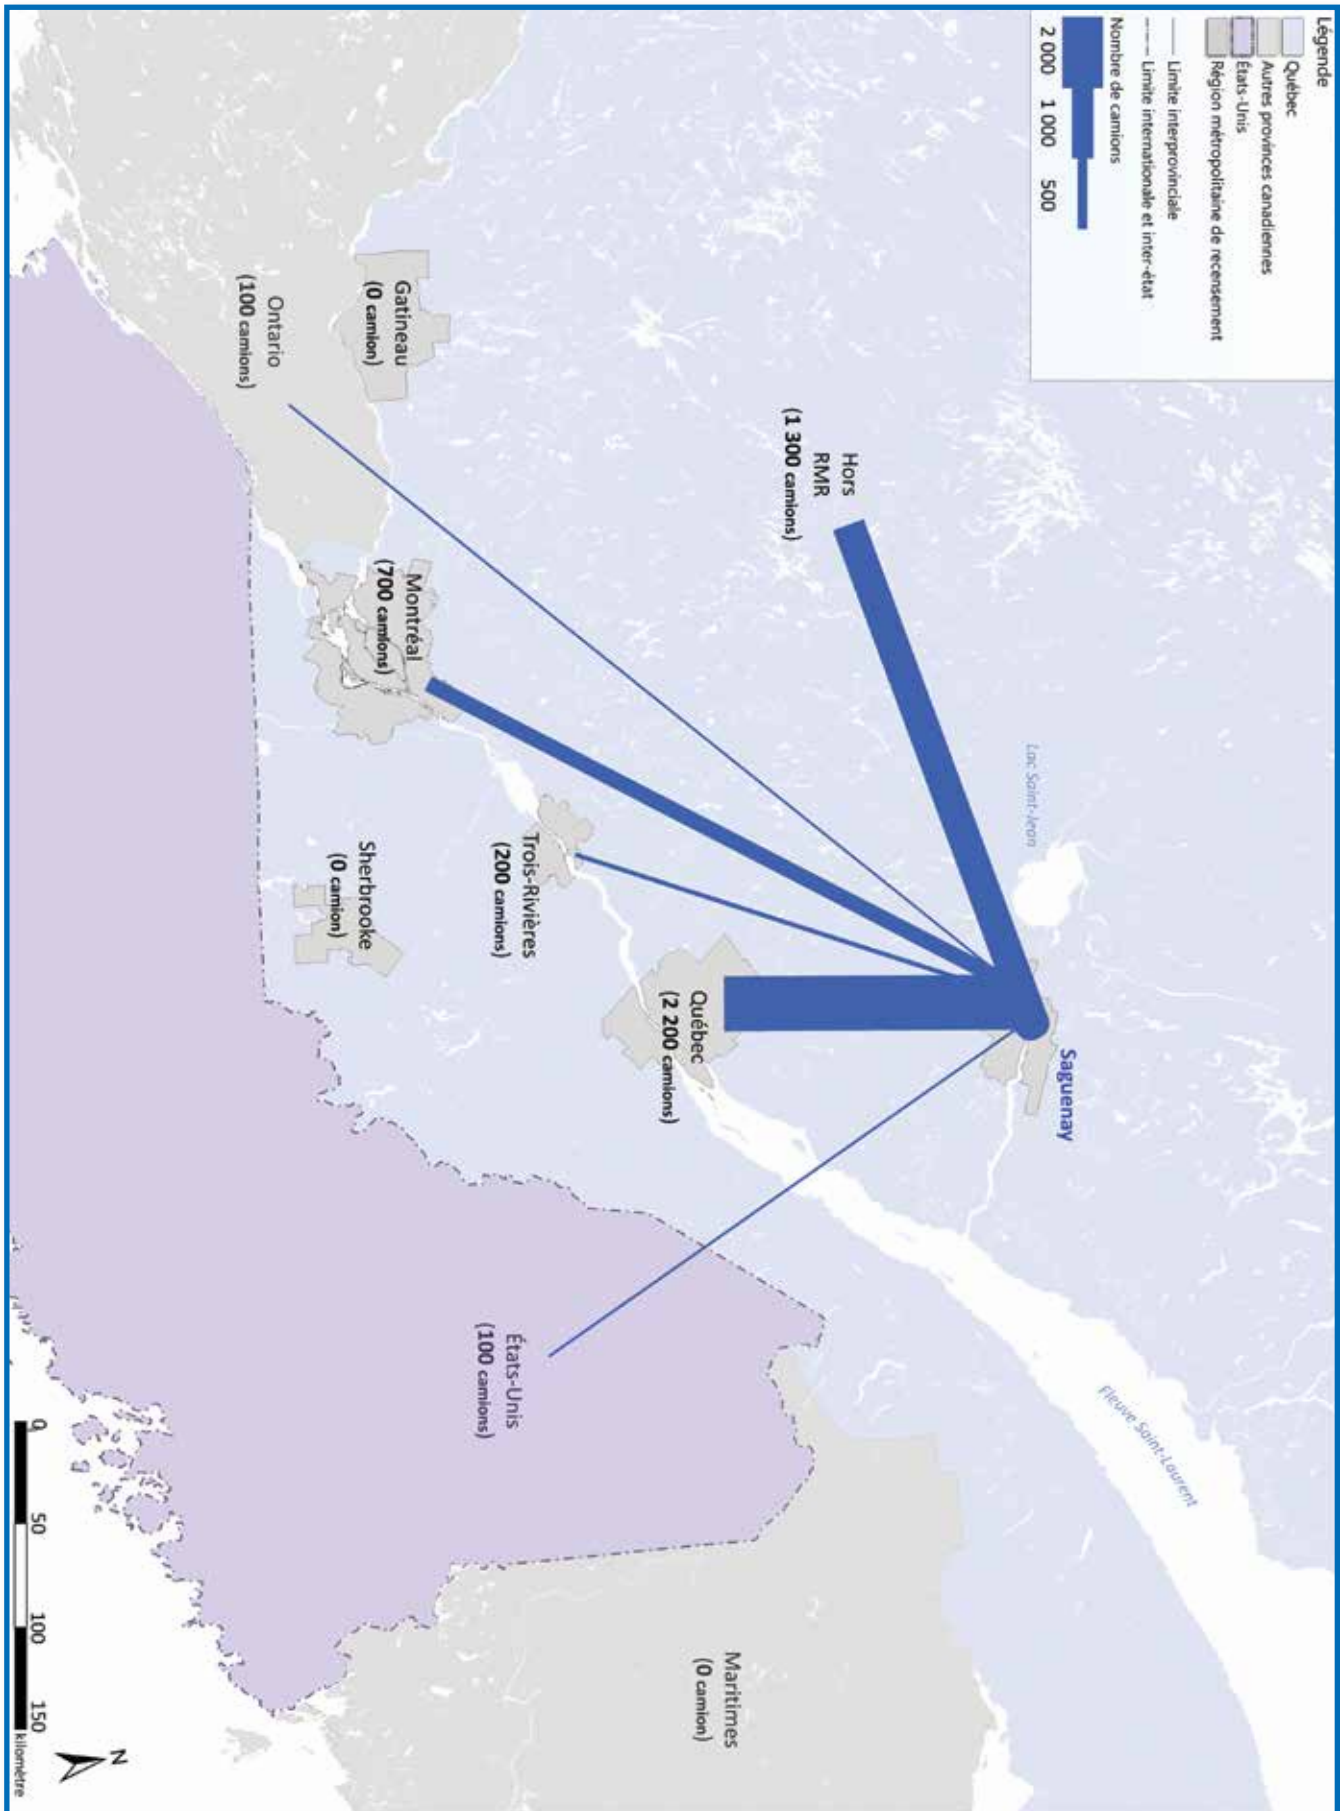 Légende
Québec
Autres provinces canadiennes
États-Unis
Région métropolitaine de recensement
Limite interprovinciale
Limite internationale et inter-état
Nombre de camions
2 000 1 000 500
Lac Saint-Jean
Saguenay
Fleuve Saint-Laurent
Hors
RMR
(1 300 camions)
Québec
(2 200 camions)
Maritimes
(0 camion)
Trois-Rivières
(200 camions)
États-Unis
(100 camions)
Gatineau
(0 camion)
Montréal
(700 camions)
Sherbrooke
(0 camion)
Ontario
(100 camions)
N
0 50 100 150
kilomètre